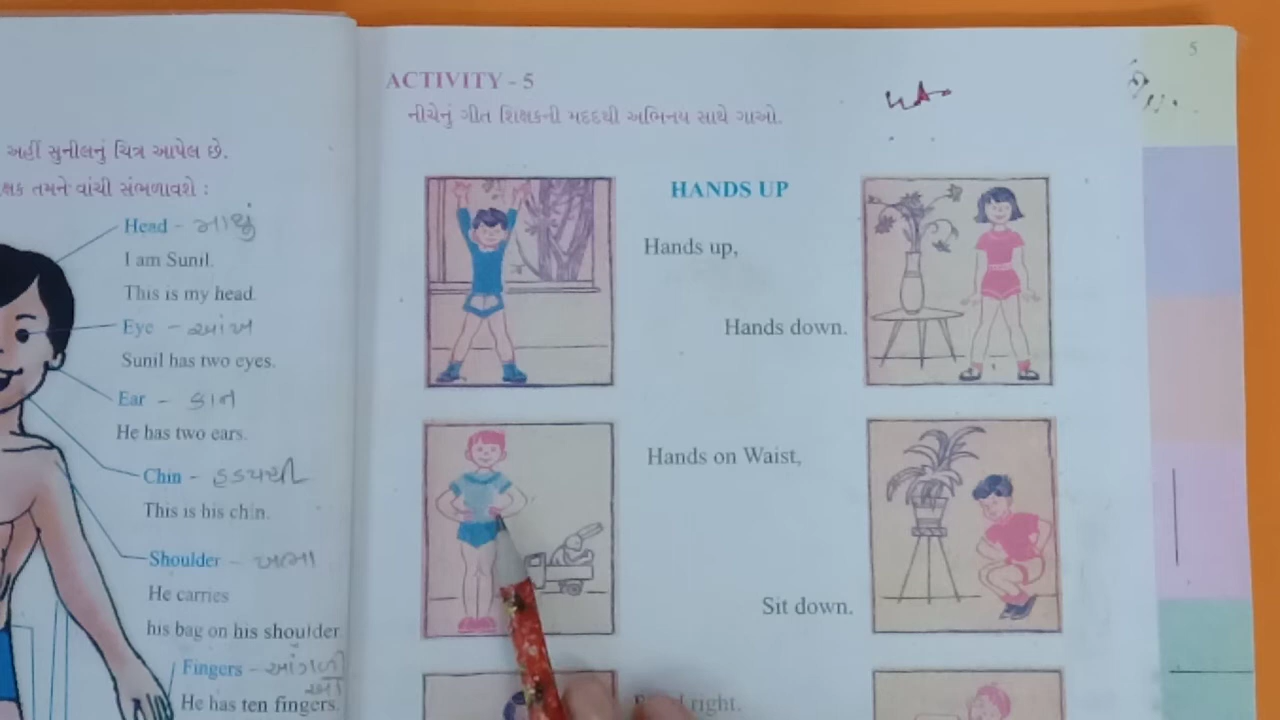 અહીં સુનીલનું ચિત્ર આપેલ છે.
તમને વાંચી સંભળાવશે :
Head - માથું
I am Sunil.
This is my head.
Eye - આંખ
Sunil has two eyes.
Ear - કાન
He has two ears.
Chin - હડપચી
This is his chin.
Shoulder - ખભા
He carries
his bag on his shoulder
Fingers - આંગળી
He has ten fingers.
5
ACTIVITY - 5
નીચેનું ગીત શિક્ષકની મદદથી અભિનય સાથે ગાઓ.
HANDS UP
Hands up,
Hands down.
Hands on Waist,
Sit down.
right.